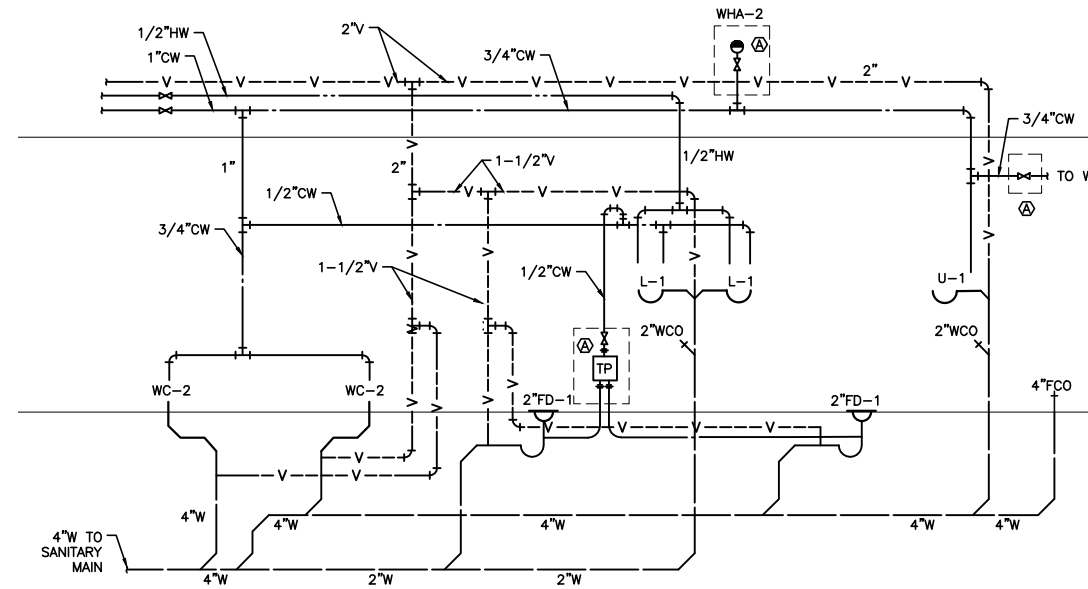 WHA-2
1/2"HW
2"V
A
1"CW
3/4"CW
V V V V V V V V V V
2"
3/4"CW
V
V
1"
2"
1-1/2"V
1/2"HW
TO W
V V V V
1/2"CW
A
3/4"CW
V
V V V
1-1/2"V
1/2"CW
L-1
L-1
U-1
V
2"WCO
2"WCO
A
TP
WC-2
WC-2
4"FCO
V
V
2"FD-1
2"FD-1
V V V V
V V
V V
4"W
4"W
4"W
4"W
4"W
4"W TO
SANITARY
MAIN
4"W
2"W
2"W